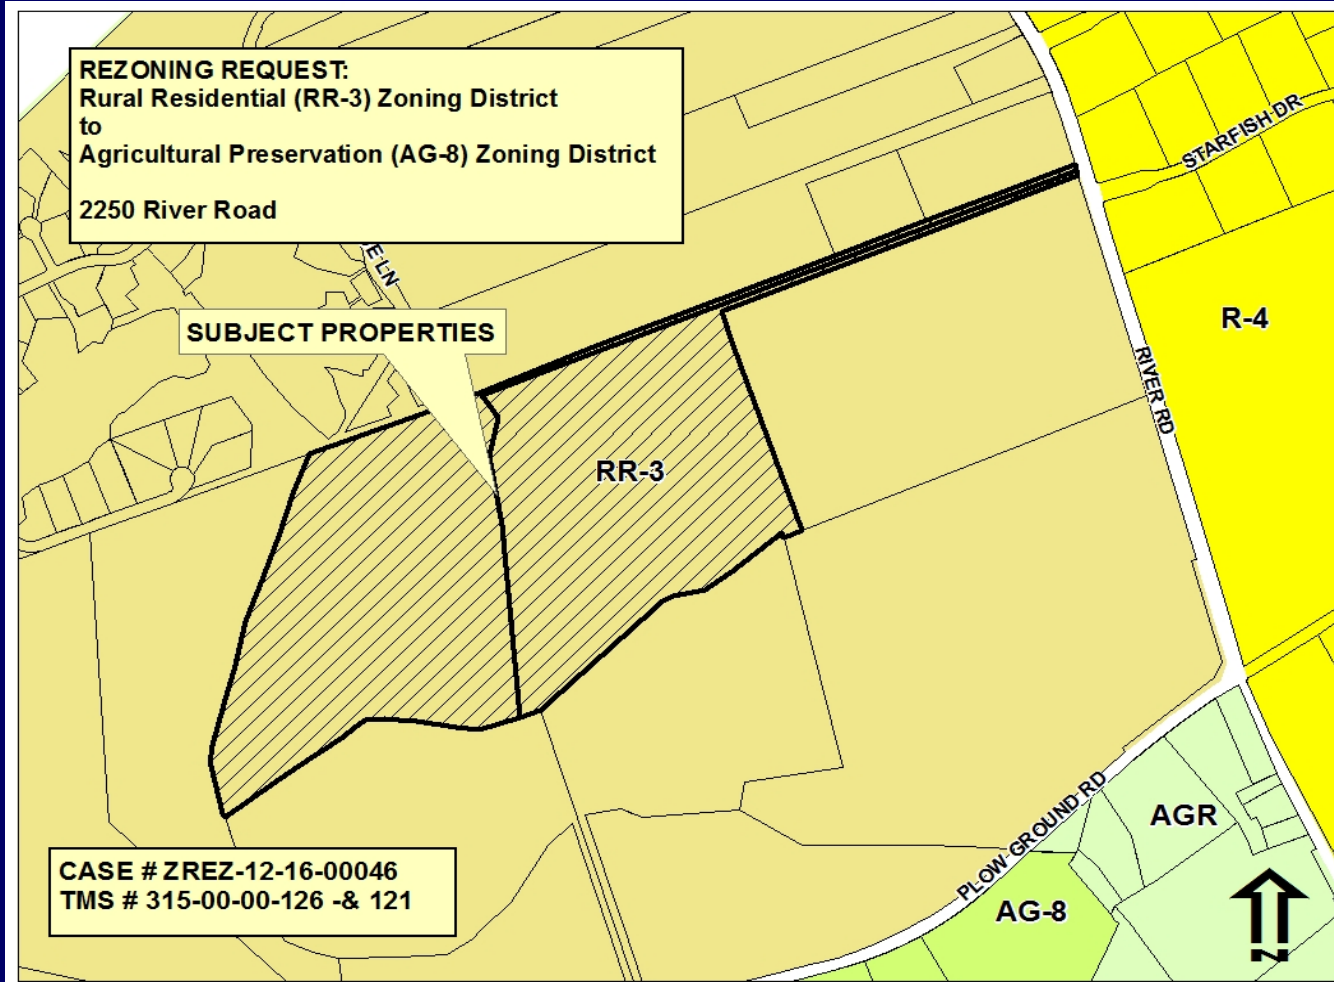 REZONING REQUEST:
Rural Residential (RR-3) Zoning District
to
Agricultural Preservation (AG-8) Zoning District
2250 River Road
STARFISH DR
E LN
SUBJECT PROPERTIES
R-4
RIVER RD
RR-3
AGR
PLOW GROUND RD
AG-8
CASE # ZREZ-12-16-00046
TMS # 315-00-00-126 -& 121
N